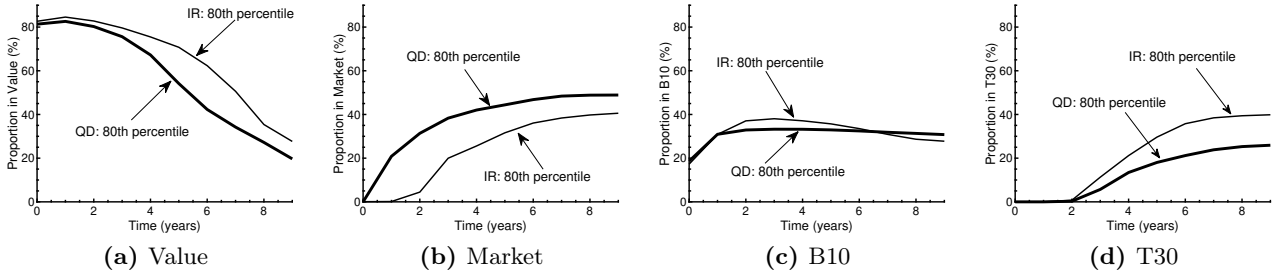 Proportion in Value (%)
80
60
40
20
0
0 2 4 6 8
IR: 80th percentile
QD: 80th percentile
Time (years)
(a) Value
Proportion in Market (%)
80
60
40
20
0
0 2 4 6 8
QD: 80th percentile
IR: 80th percentile
Time (years)
(b) Market
Proportion in B10 (%)
80
60
40
20
0
0 2 4 6 8
IR: 80th percentile
QD: 80th percentile
Time (years)
(c) B10
Proportion in T30 (%)
80
60
40
20
0
0 2 4 6 8
IR: 80th percentile
QD: 80th percentile
Time (years)
(d) T30